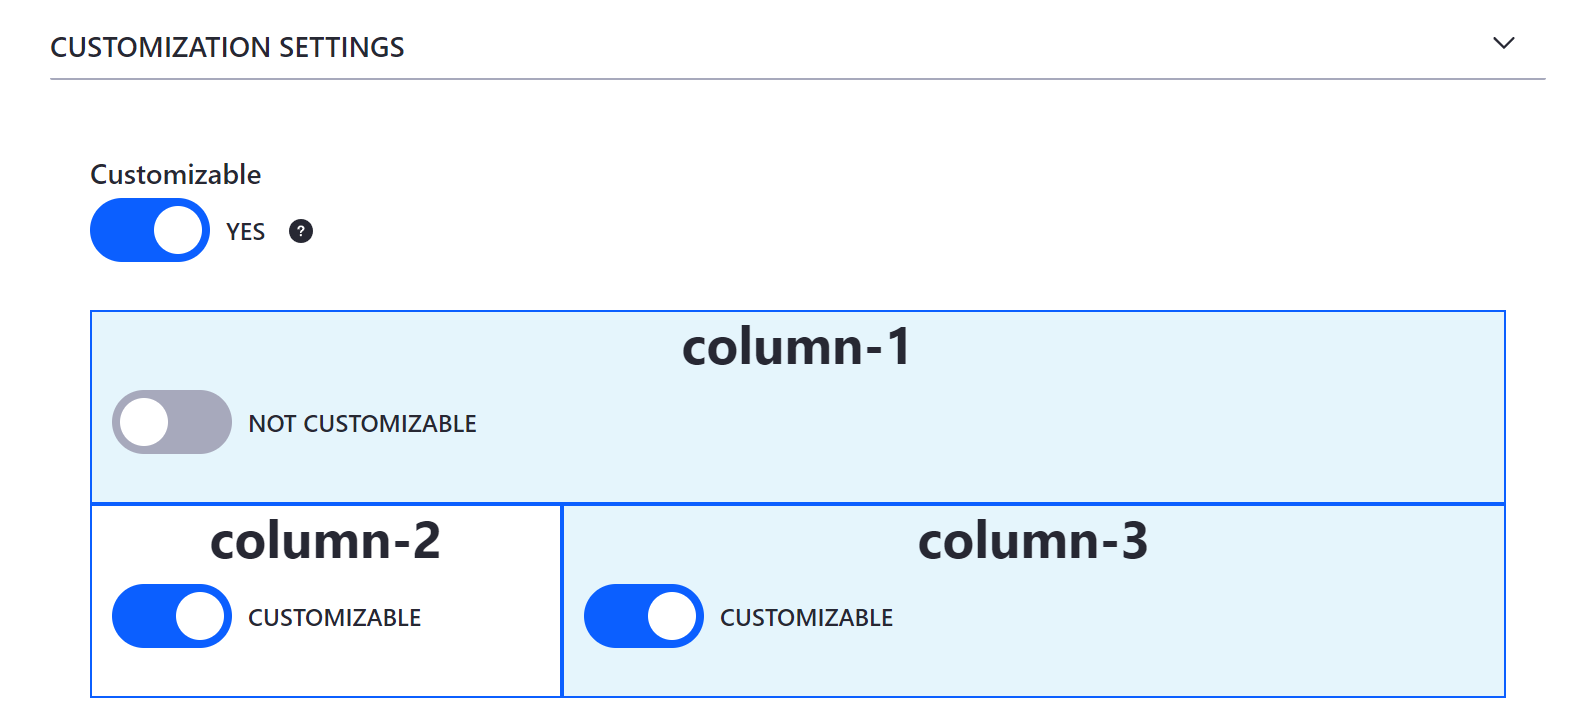 CUSTOMIZATION SETTINGS
Customizable
YES ?
column-1
NOT CUSTOMIZABLE
column-2
CUSTOMIZABLE
column-3
CUSTOMIZABLE